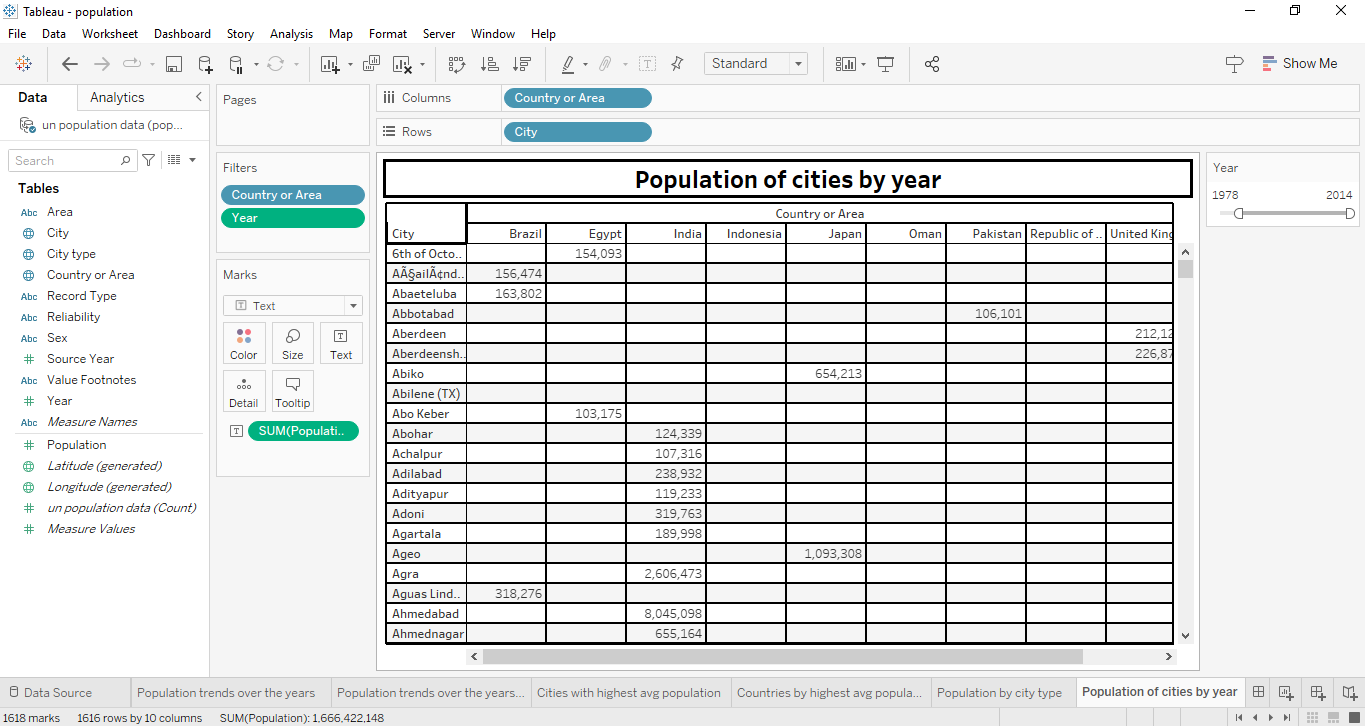 Tableau - population
File Data Worksheet Dashboard Story Analysis Map Format Server Window Help
Standard
Show Me
Data Analytics
un population data (pop...
Search
Tables
Abc Area
City
City type
Country or Area
Abc Record Type
Abc Reliability
Abc Sex
# Source Year
Abc Value Footnotes
# Year
Abc Measure Names
# Population
Latitude (generated)
Longitude (generated)
# un population data (Count)
# Measure Values
Pages
Filters
Country or Area
Year
Marks
T Text
Color Size T Text
Detail Tooltip
T SUM(Populati..
Columns Country or Area
Rows City
Population of cities by year
Country or Area
City Brazil Egypt India Indonesia Japan Oman Pakistan Republic of .. United King
6th of Octo.. 154,093
AÃ§ailÃ¢nd.. 156,474
Abaeteluba 163,802
Abbotabad 106,101
Aberdeen 212,12
Aberdeensh.. 226,87
Abiko 654,213
Abilene (TX)
Abo Keber 103,175
Abohar 124,339
Achalpur 107,316
Adilabad 238,932
Adityapur 119,233
Adoni 319,763
Agartala 189,998
Ageo 1,093,308
Agra 2,606,473
Aguas Lind.. 318,276
Ahmedabad 8,045,098
Ahmednagar 655,164
Year
1978 2014
Data Source Population trends over the years Population trends over the years... Cities with highest avg population Countries by highest avg popula... Population by city type Population of cities by year
1618 marks 1616 rows by 10 columns SUM(Population): 1,666,422,148